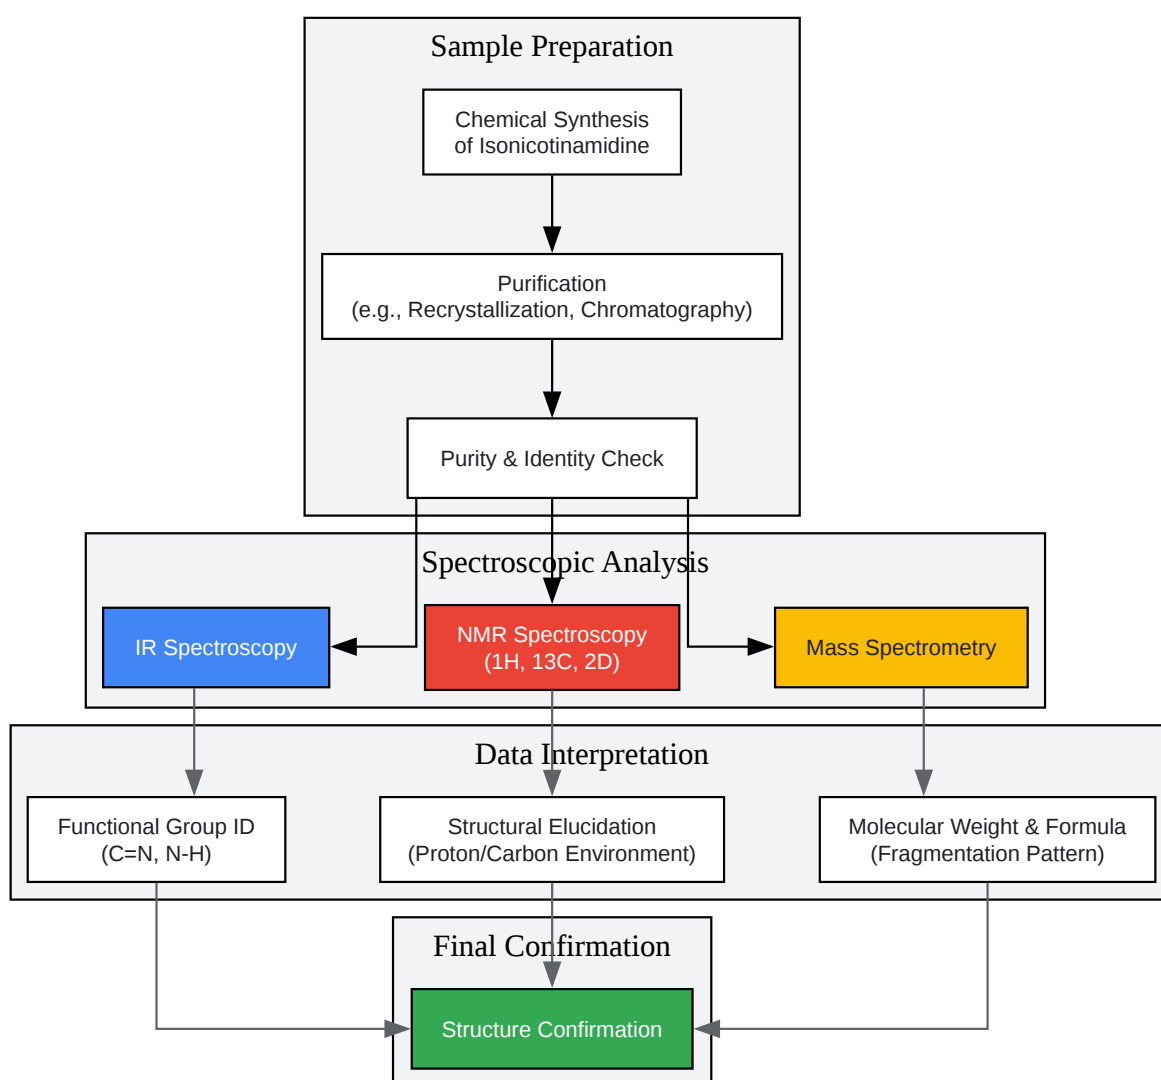 Sample Preparation
Chemical Synthesis
of Isonicotinamidine
Purification
(e.g., Recrystallization, Chromatography)
Purity & Identity Check
Spectroscopic Analysis
IR Spectroscopy
NMR Spectroscopy
(1H, 13C, 2D)
Mass Spectrometry
Data Interpretation
Functional Group ID
(C=N, N-H)
Structural Elucidation
(Proton/Carbon Environment)
Molecular Weight & Formula
(Fragmentation Pattern)
Final Confirmation
Structure Confirmation